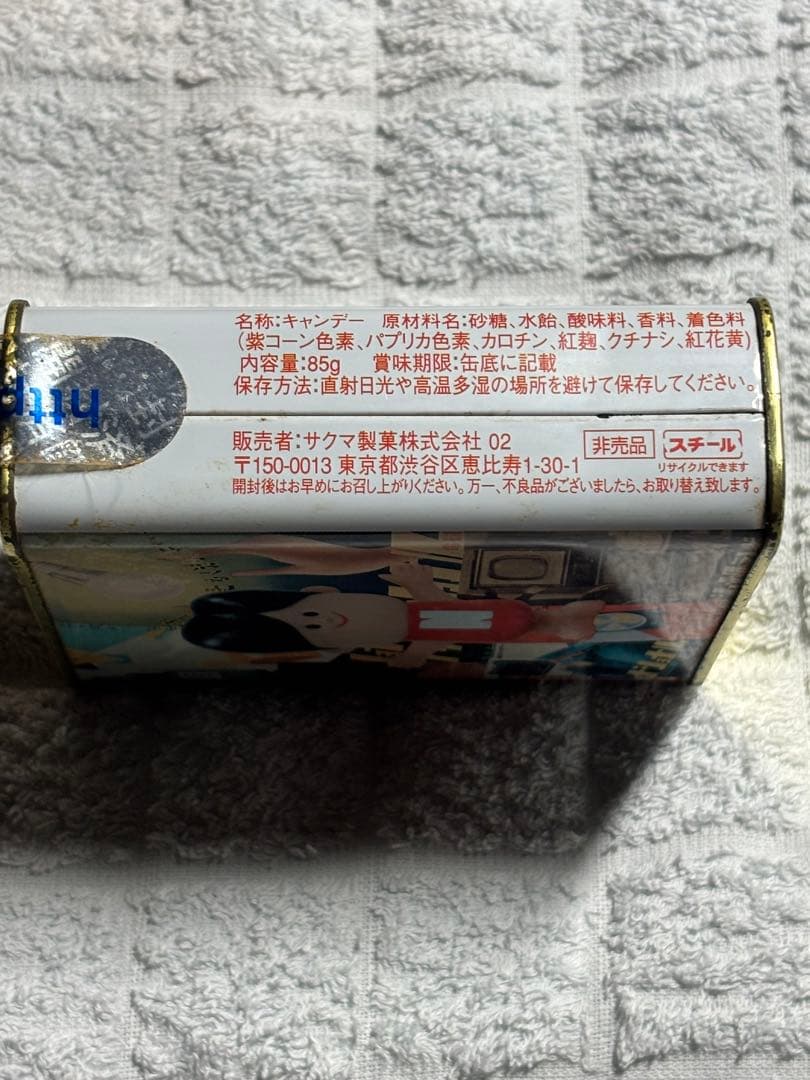 名称:キャンデー 原材料名:砂糖、水飴、酸味料、香料、着色料
(紫コーン色素、パプリカ色素、カロチン、紅麹、クチナシ、紅花黄)
内容量:85g 賞味期限:缶底に記載
保存方法:直射日光や高温多湿の場所を避けて保存してください。
http
販売者:サクマ製菓株式会社 02
〒150-0013 東京都渋谷区恵比寿1-30-1
非売品
スチール
リサイクルできます
開封後はお早めにお召し上がりください。万一、不良品がございましたら、お取り替え致します。